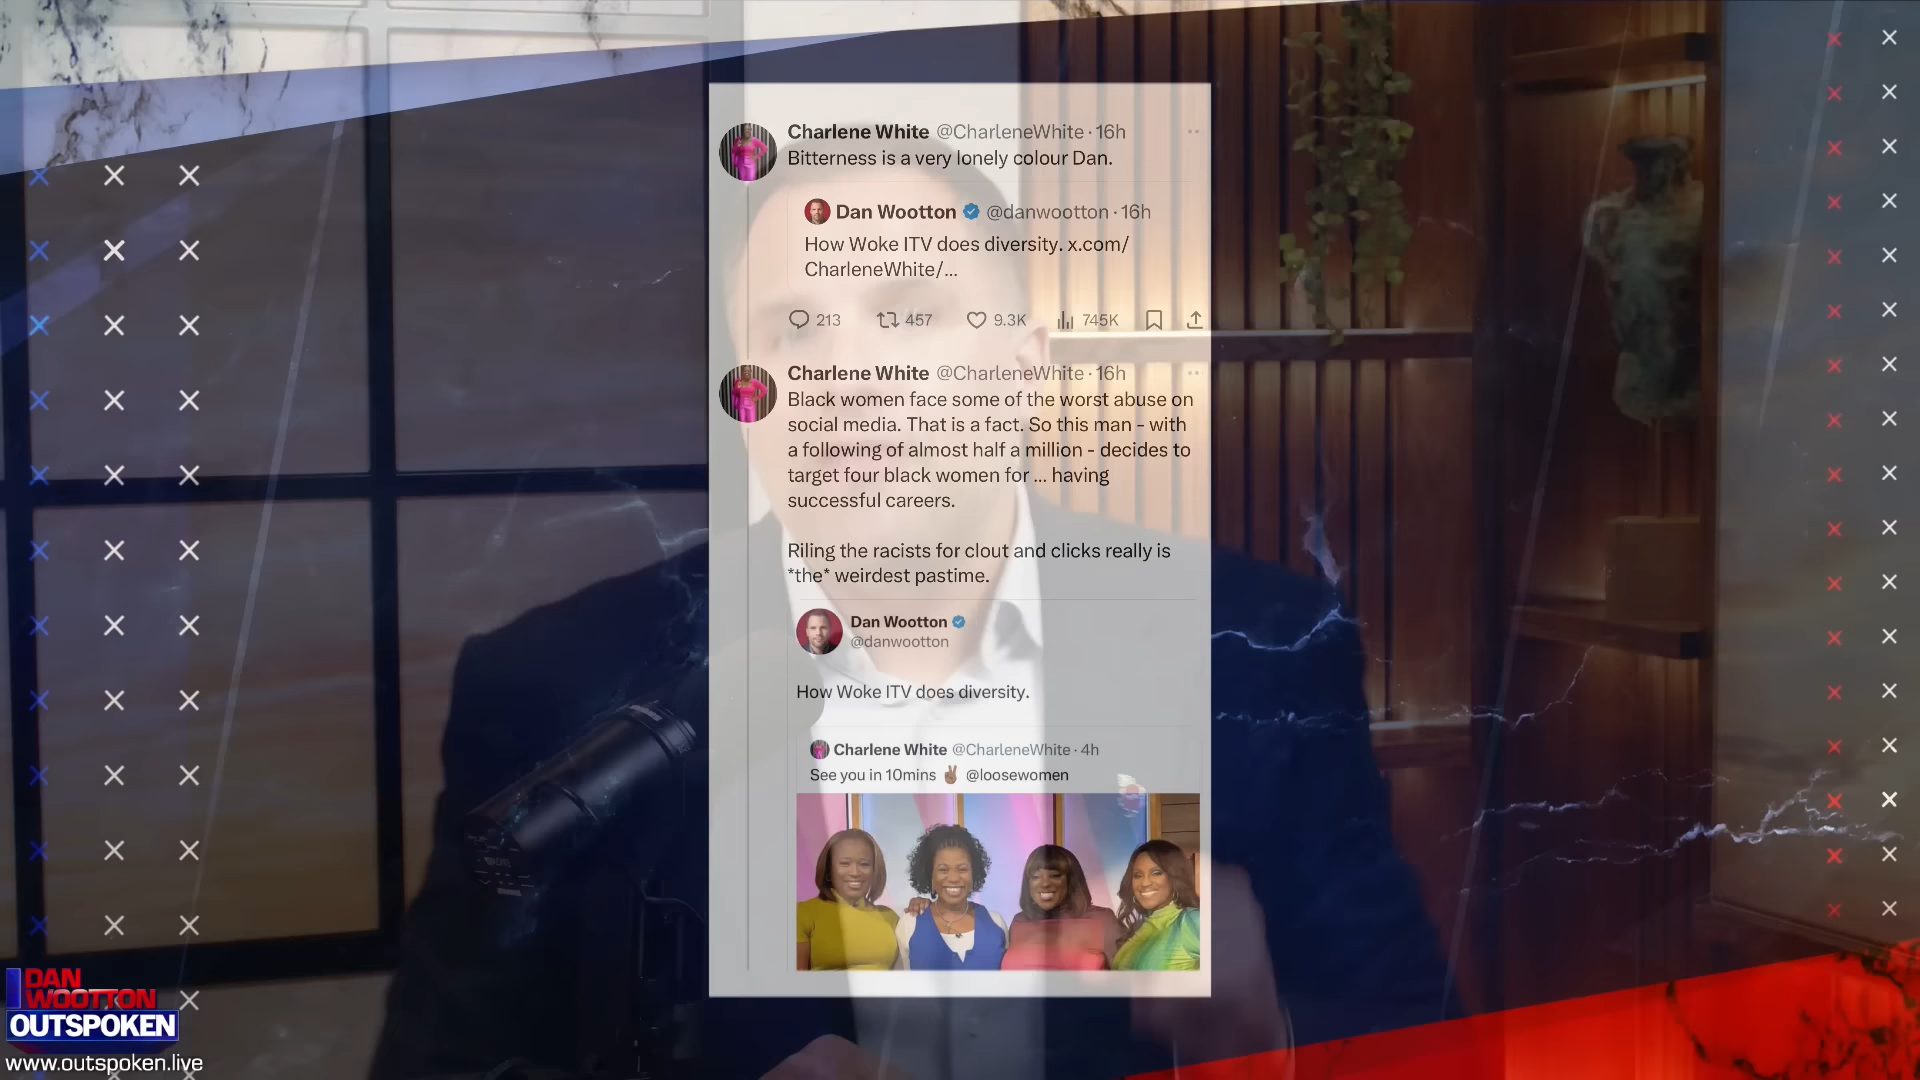 Charlene White @CharleneWhite · 16h
Bitterness is a very lonely colour Dan.
Dan Wootton @danwootton · 16h
How Woke ITV does diversity. x.com/
CharleneWhite/...
213 457 9.3K 745K
Charlene White @CharleneWhite · 16h
Black women face some of the worst abuse on
social media. That is a fact. So this man - with
a following of almost half a million - decides to
target four black women for ... having
successful careers.
Riling the racists for clout and clicks really is
*the* weirdest pastime.
Dan Wootton
@danwootton
How Woke ITV does diversity.
Charlene White @CharleneWhite · 4h
See you in 10mins ✌🏾 @loosewomen
DAN
WOOTTON
OUTSPOKEN
www.outspoken.live